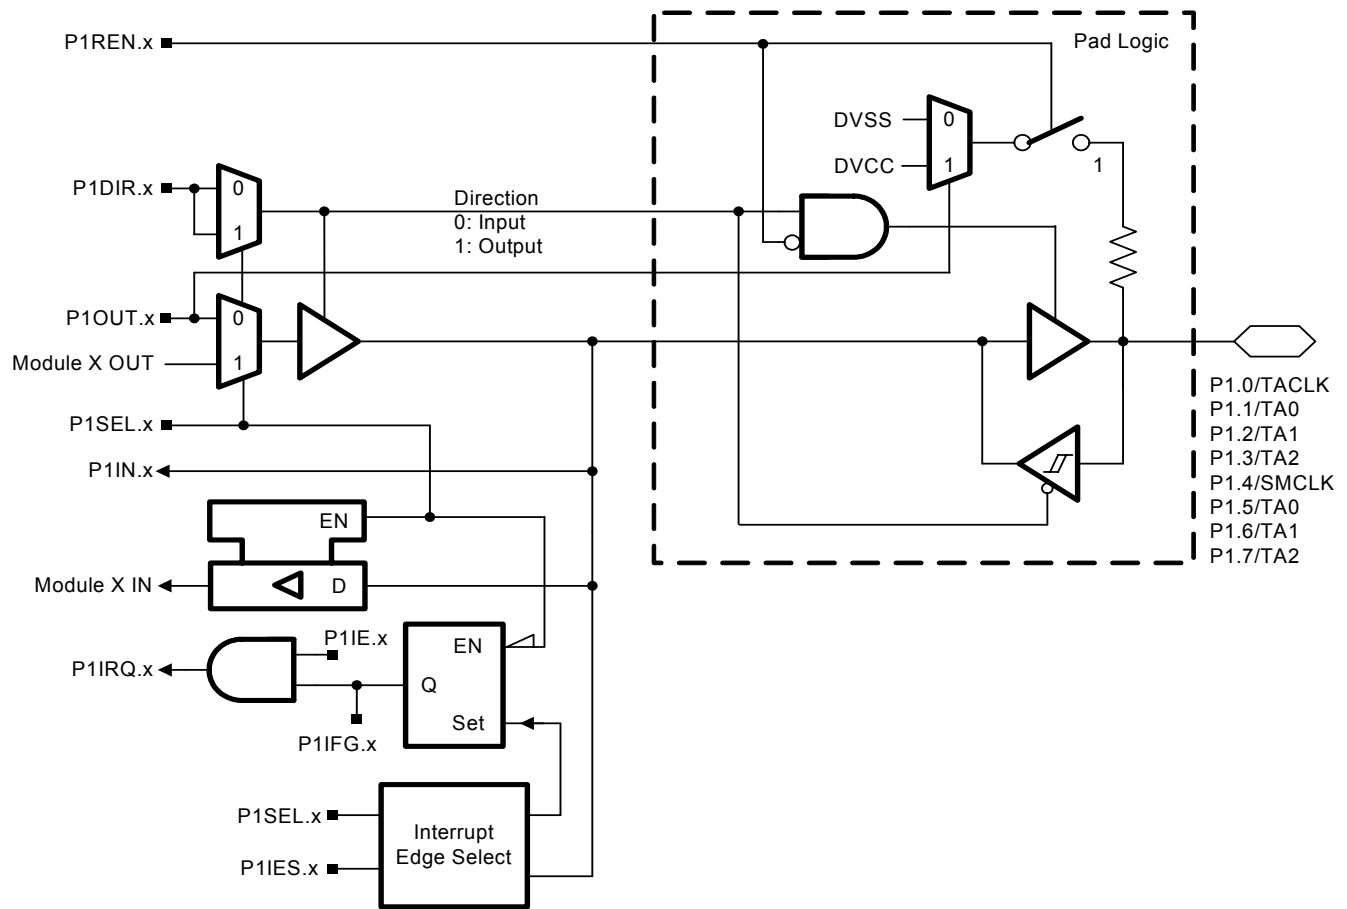 P1REN.x
Pad Logic
DVSS
0
DVCC
1
1
P1DIR.x
0
1
Direction
0: Input
1: Output
P1OUT.x
0
Module X OUT
1
P1SEL.x
P1IN.x
EN
Module X IN
D
P1IE.x
EN
P1IRQ.x
Q
Set
P1IFG.x
P1SEL.x
Interrupt
Edge Select
P1IES.x
P1.0/TACLK
P1.1/TA0
P1.2/TA1
P1.3/TA2
P1.4/SMCLK
P1.5/TA0
P1.6/TA1
P1.7/TA2